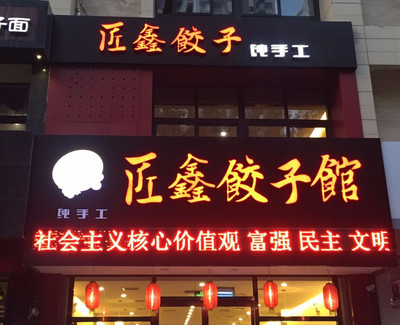 子面
匠鑫餃子 纯手工
匠鑫餃子館
纯手工
社会主义核心价值观 富强 民主 文明